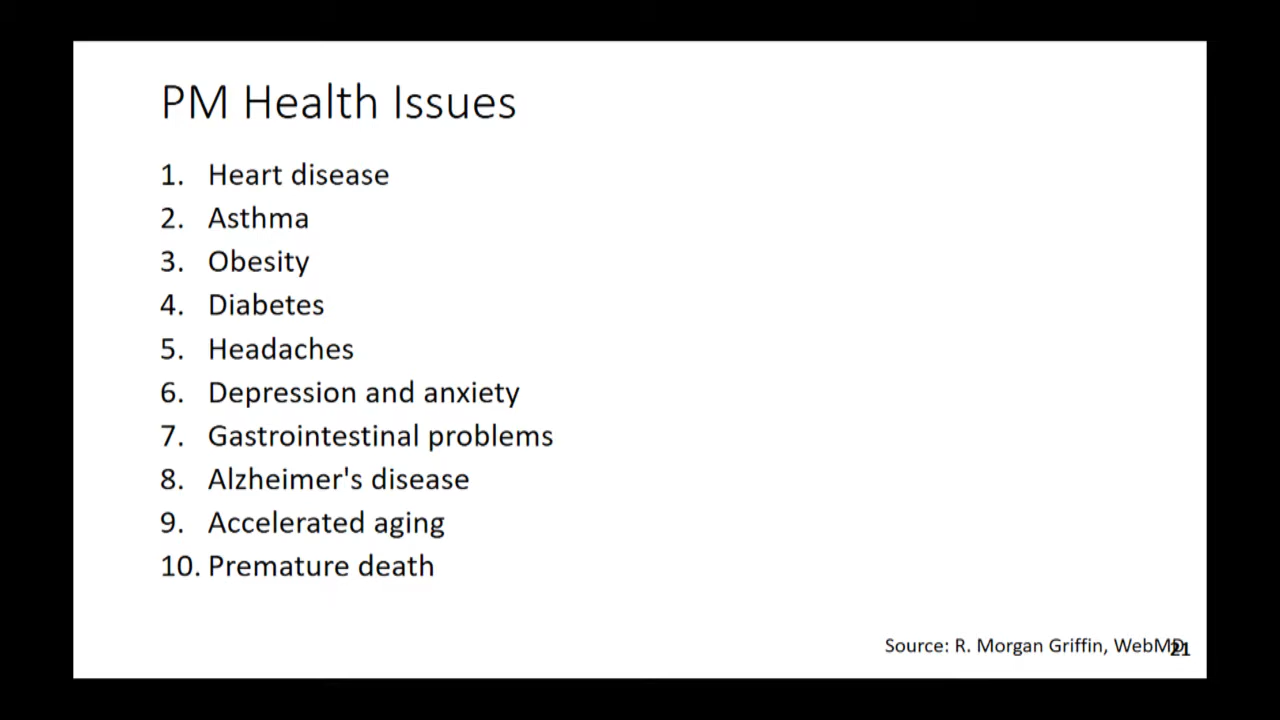 PM Health Issues
1. Heart disease
2. Asthma
3. Obesity
4. Diabetes
5. Headaches
6. Depression and anxiety
7. Gastrointestinal problems
8. Alzheimer's disease
9. Accelerated aging
10. Premature death
Source: R. Morgan Griffin, WebMD
21